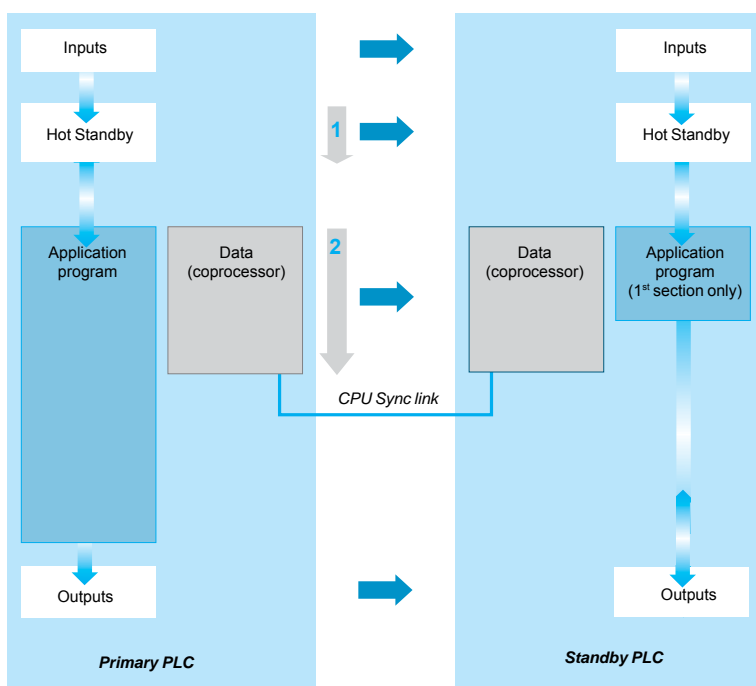 Inputs
Hot Standby
Application
program
Data
(coprocessor)
Outputs
Primary PLC
1
2
CPU Sync link
Inputs
Hot Standby
Data
(coprocessor)
Application
program
(1st section only)
Outputs
Standby PLC